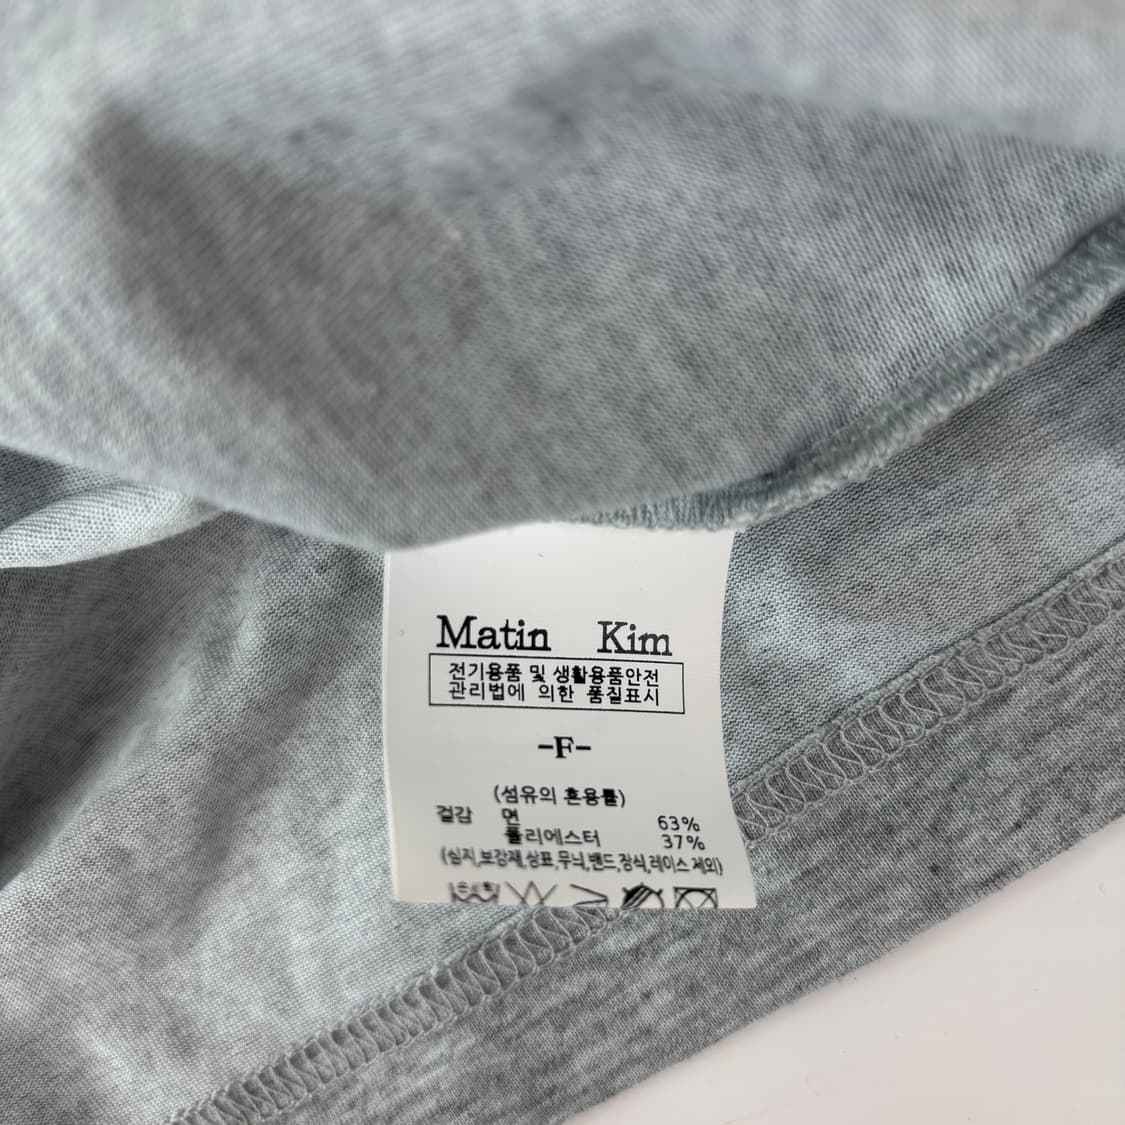 Matin Kim
전기용품 및 생활용품안전
관리법에 의한 품질표시
-F-
(섬유의 혼용률)
겉감 면 63%
폴리에스터 37%
(심지,보강재,상표,무늬,밴드,장식,레이스 제외)